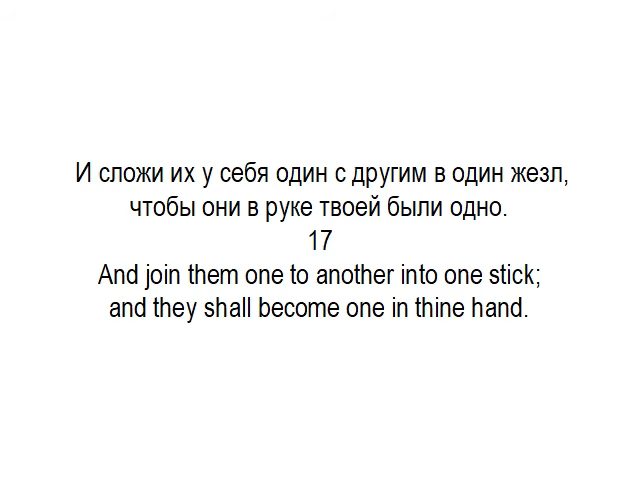 И сложи их у себя один с другим в один жезл,
чтобы они в руке твоей были одно.
17
And join them one to another into one stick;
and they shall become one in thine hand.